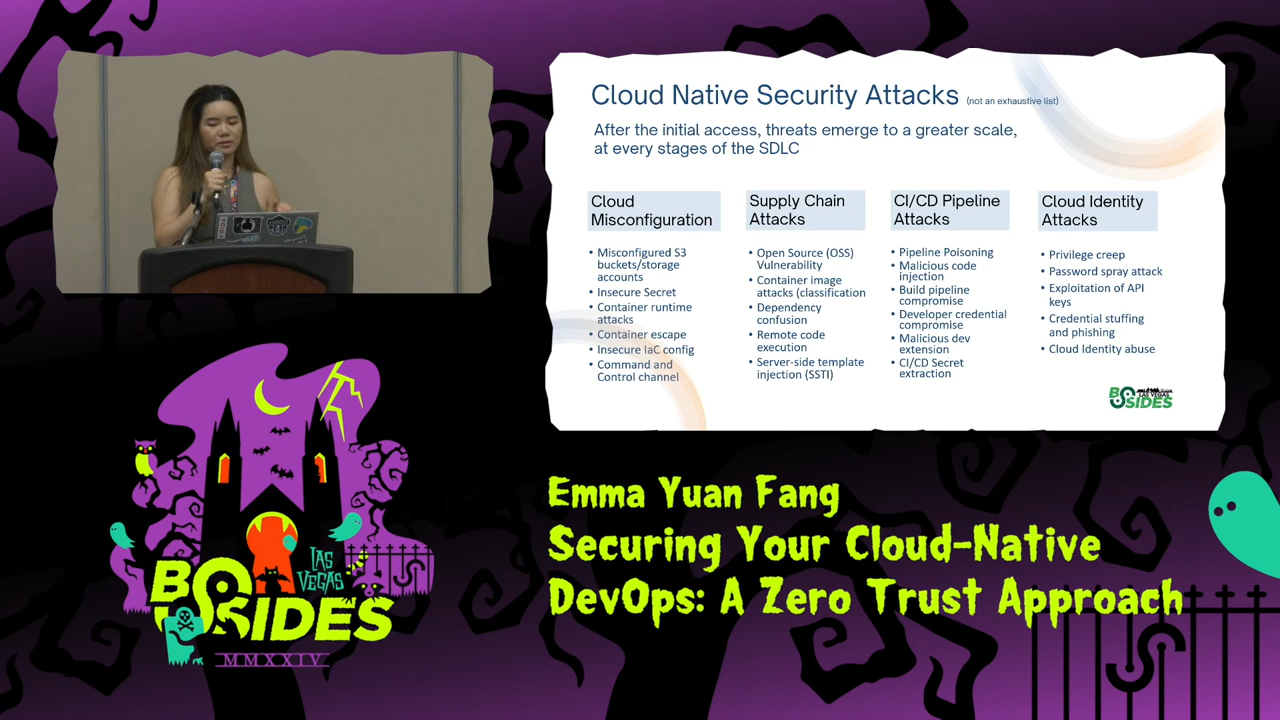 Cloud Native Security Attacks (not an exhaustive list)
After the initial access, threats emerge to a greater scale,
at every stages of the SDLC
Cloud
Misconfiguration
• Misconfigured S3
buckets/storage
accounts
• Insecure Secret
• Container runtime
attacks
• Container escape
• Insecure IaC config
• Command and
Control channel
Supply Chain
Attacks
• Open Source (OSS)
Vulnerability
• Container image
attacks (classification
• Dependency
confusion
• Remote code
execution
• Server-side template
injection (SSTI)
CI/CD Pipeline
Attacks
• Pipeline Poisoning
• Malicious code
injection
• Build pipeline
compromise
• Developer credential
compromise
• Malicious dev
extension
• CI/CD Secret
extraction
Cloud Identity
Attacks
• Privilege creep
• Password spray attack
• Exploitation of API
keys
• Credential stuffing
and phishing
• Cloud Identity abuse
BSIDES
LAS VEGAS
LAS
VEGAS
BSIDES
MMXXIV
Emma Yuan Fang
Securing Your Cloud-Native
DevOps: A Zero Trust Approach